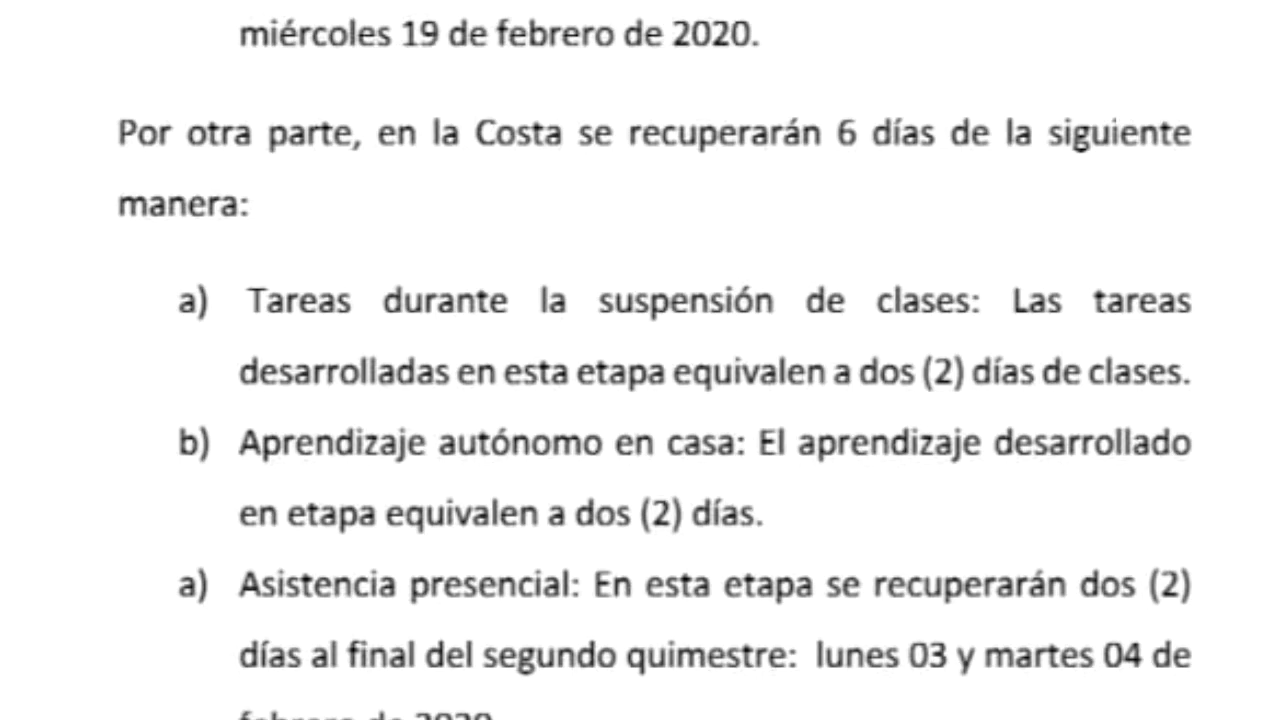 miércoles 19 de febrero de 2020.
Por otra parte, en la Costa se recuperarán 6 días de la siguiente
manera:
a) Tareas durante la suspensión de clases: Las tareas
desarrolladas en esta etapa equivalen a dos (2) días de clases.
b) Aprendizaje autónomo en casa: El aprendizaje desarrollado
en etapa equivalen a dos (2) días.
a) Asistencia presencial: En esta etapa se recuperarán dos (2)
días al final del segundo quimestre: lunes 03 y martes 04 de
febrero de 2020